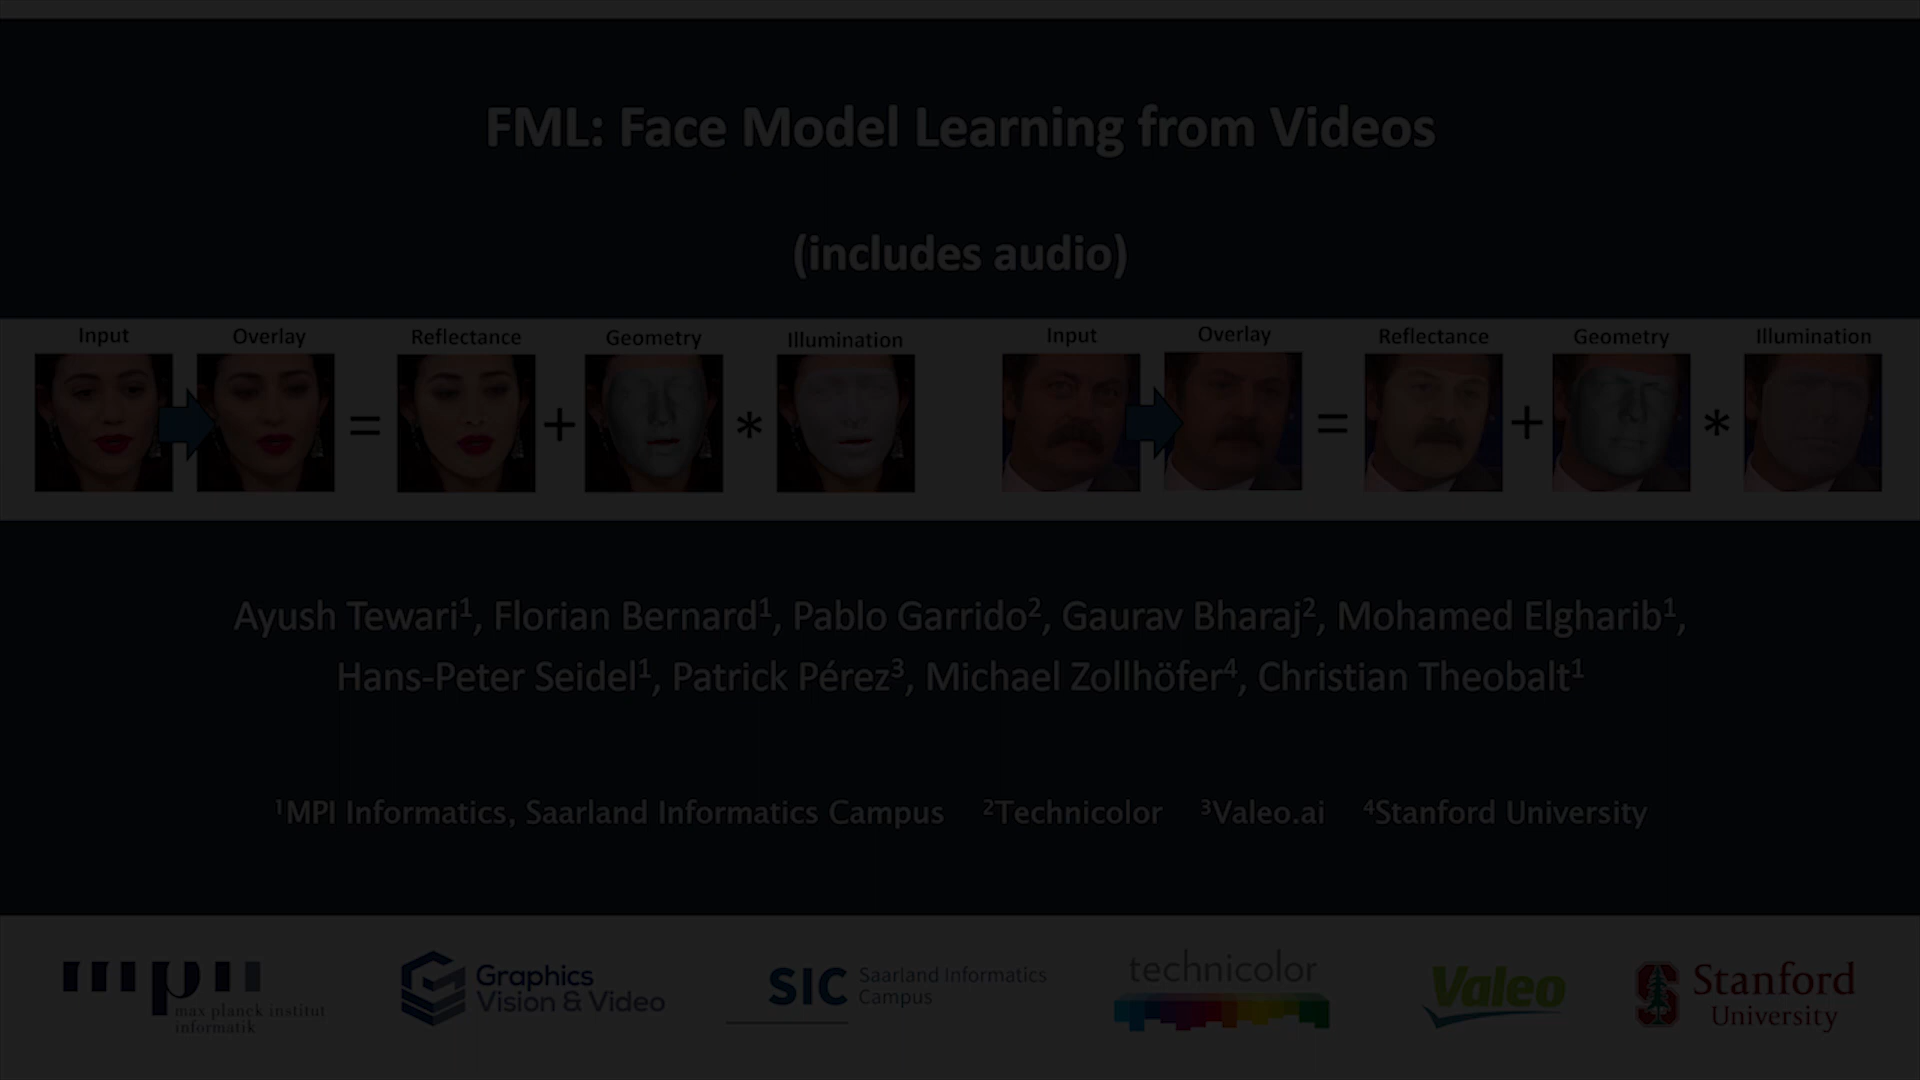 FML: Face Model Learning from Videos
(includes audio)
Input Overlay Reflectance Geometry Illumination Input Overlay Reflectance Geometry Illumination
= + * = + *
Ayush Tewari¹, Florian Bernard¹, Pablo Garrido², Gaurav Bharaj², Mohamed Elgharib¹,
Hans-Peter Seidel¹, Patrick Pérez³, Michael Zollhöfer⁴, Christian Theobalt¹
¹MPI Informatics, Saarland Informatics Campus ²Technicolor ³Valeo.ai ⁴Stanford University
mpii
max planck institut
informatik
Graphics
Vision & Video
SIC Saarland Informatics
Campus
technicolor
Valeo
Stanford
University